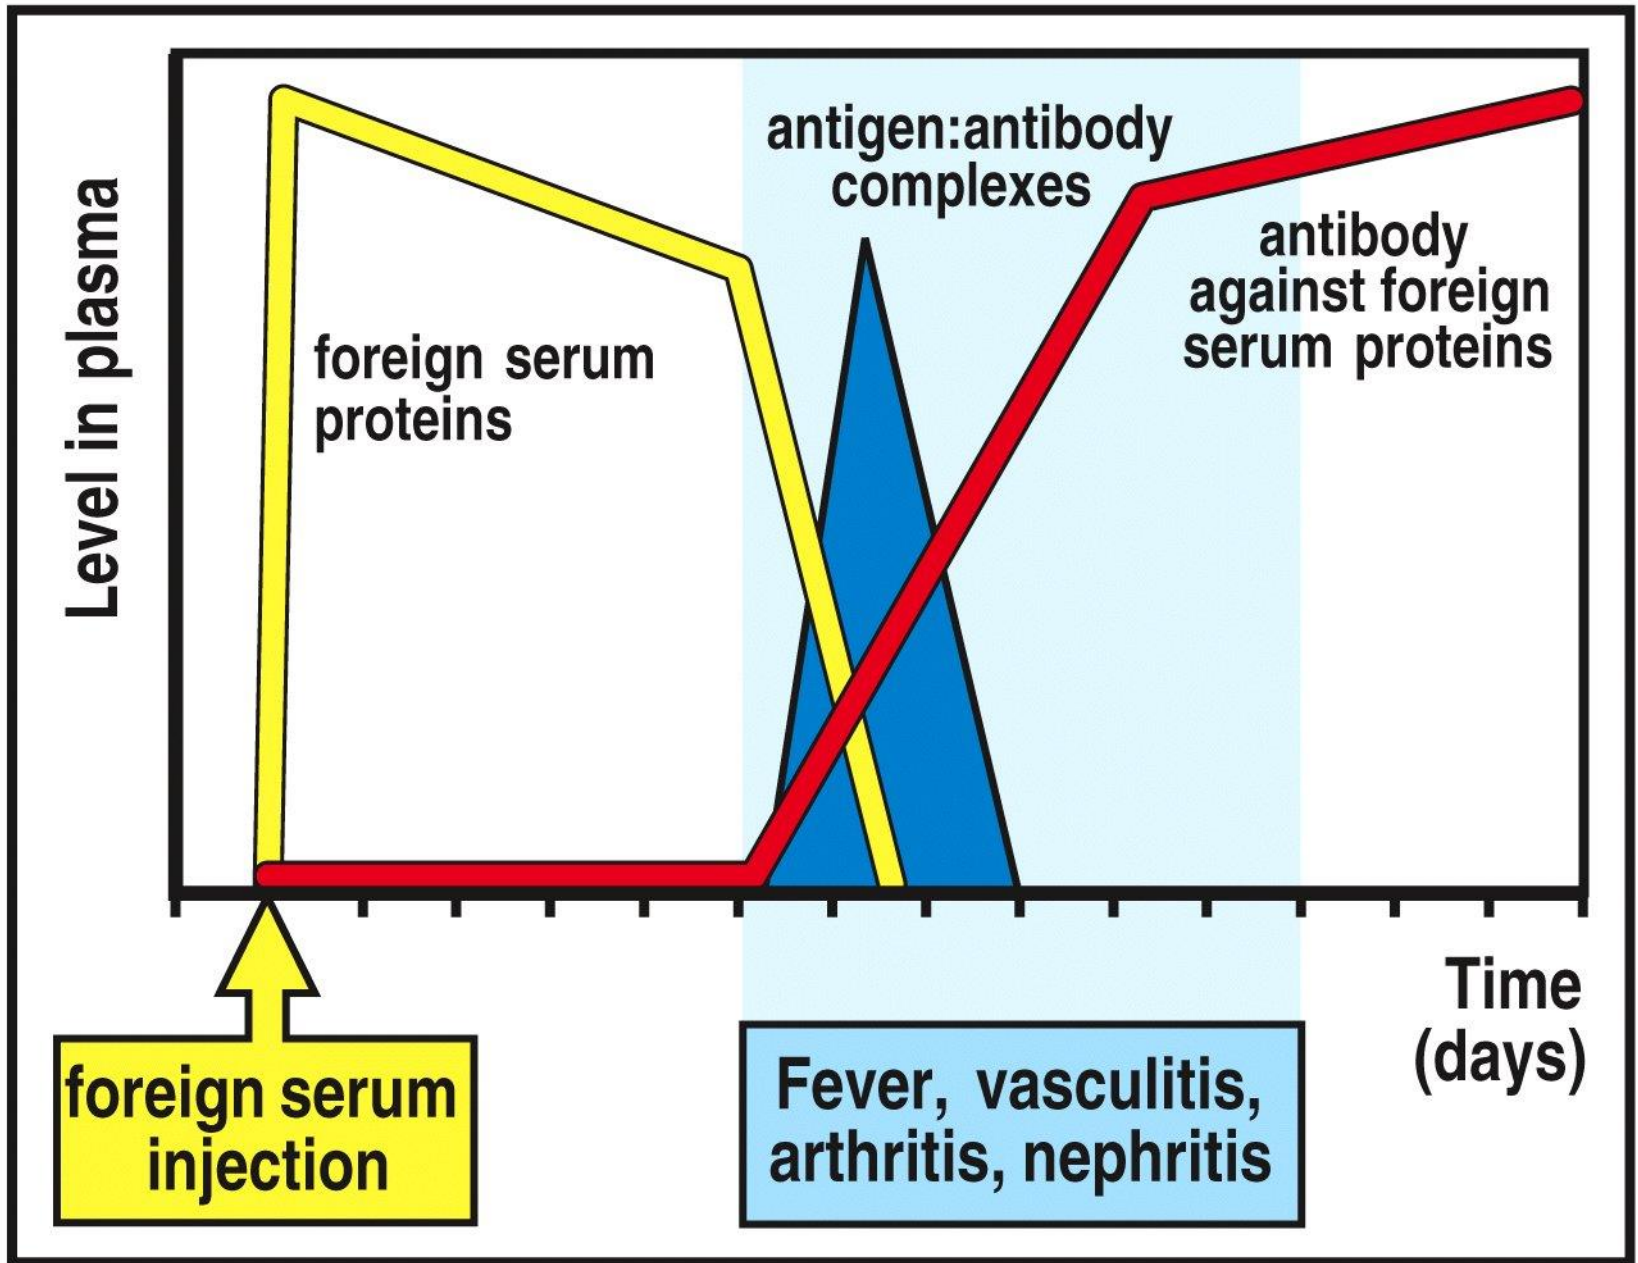 Level in plasma
foreign serum
proteins
antigen:antibody
complexes
antibody
against foreign
serum proteins
Time
(days)
foreign serum
injection
Fever, vasculitis,
arthritis, nephritis